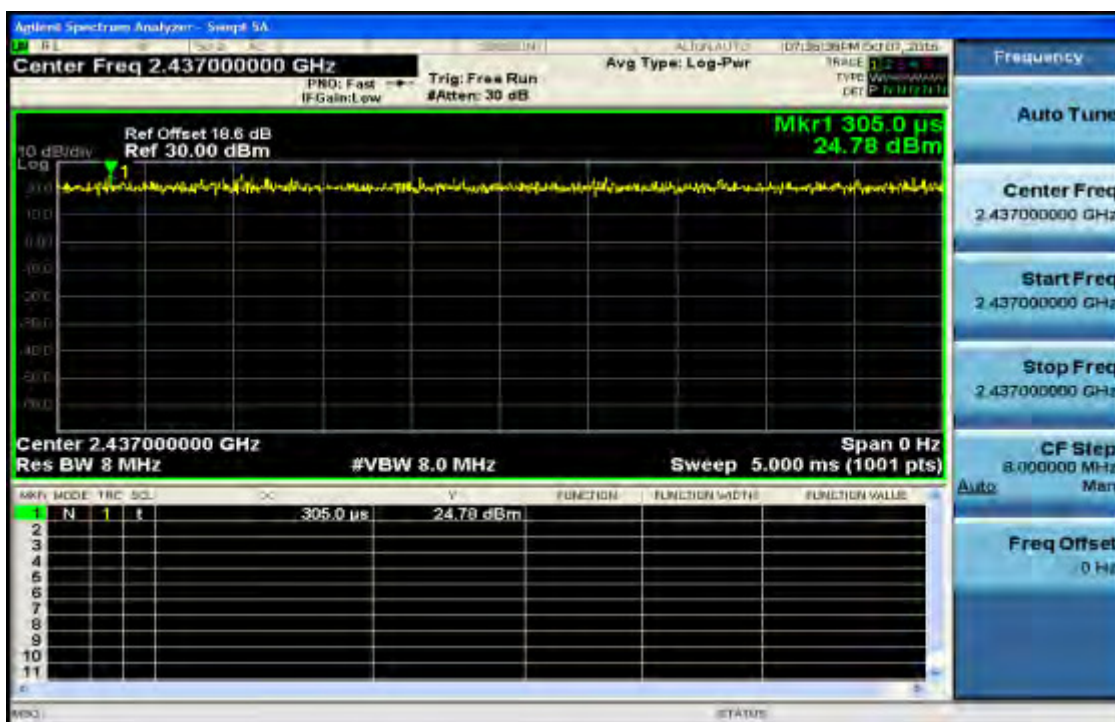 Agilent Spectrum Analyzer - Swept SA
Center Freq 2.437000000 GHz
PNO: Fast
IFGain:Low
Trig: Free Run
#Atten: 30 dB
Avg Type: Log-Pwr
TRACE
TYPE
DET
Frequency
Auto Tune
Center Freq
2.437000000 GHz
Start Freq
2.437000000 GHz
Stop Freq
2.437000000 GHz
CF Step
8.000000 MHz
Auto Man
Freq Offset
0 Hz
Mkr1 305.0 µs
24.78 dBm
Ref Offset 18.6 dB
10 dB/div Ref 30.00 dBm
Log
1
Center 2.437000000 GHz Span 0 Hz
Res BW 8 MHz #VBW 8.0 MHz Sweep 5.000 ms (1001 pts)
MKR MODE TRC SCL X Y FUNCTION FUNCTION WIDTH FUNCTION VALUE
1 N 1 t 305.0 µs 24.78 dBm
2
3
4
5
6
7
8
9
10
11
MSG STATUS